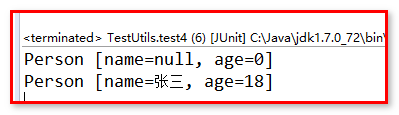 <terminated> TestUtils.test4 (6) [JUnit] C:\Java\jdk1.7.0_72\bin\
Person [name=null, age=0]
Person [name=张三, age=18]